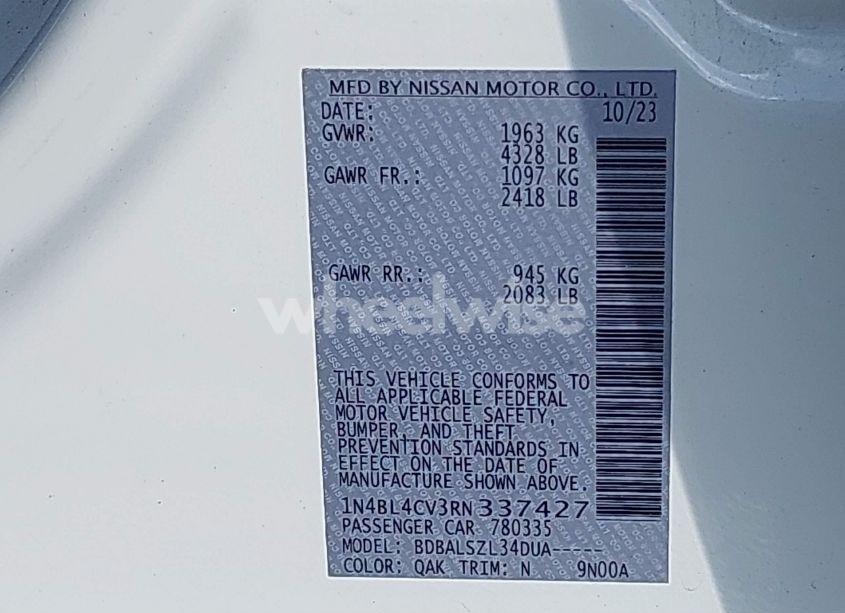 MFD BY NISSAN MOTOR CO., LTD.
DATE: 10/23
GVWR: 1963 KG
4328 LB
GAWR FR.: 1097 KG
2418 LB
GAWR RR.: 945 KG
2083 LB
wheelwise
THIS VEHICLE CONFORMS TO
ALL APPLICABLE FEDERAL
MOTOR VEHICLE SAFETY,
BUMPER, AND THEFT
PREVENTION STANDARDS IN
EFFECT ON THE DATE OF
MANUFACTURE SHOWN ABOVE.
1N4BL4CV3RN337427
PASSENGER CAR 780335
MODEL: BDBALSZL34DUA-----
COLOR: QAK TRIM: N 9N00A